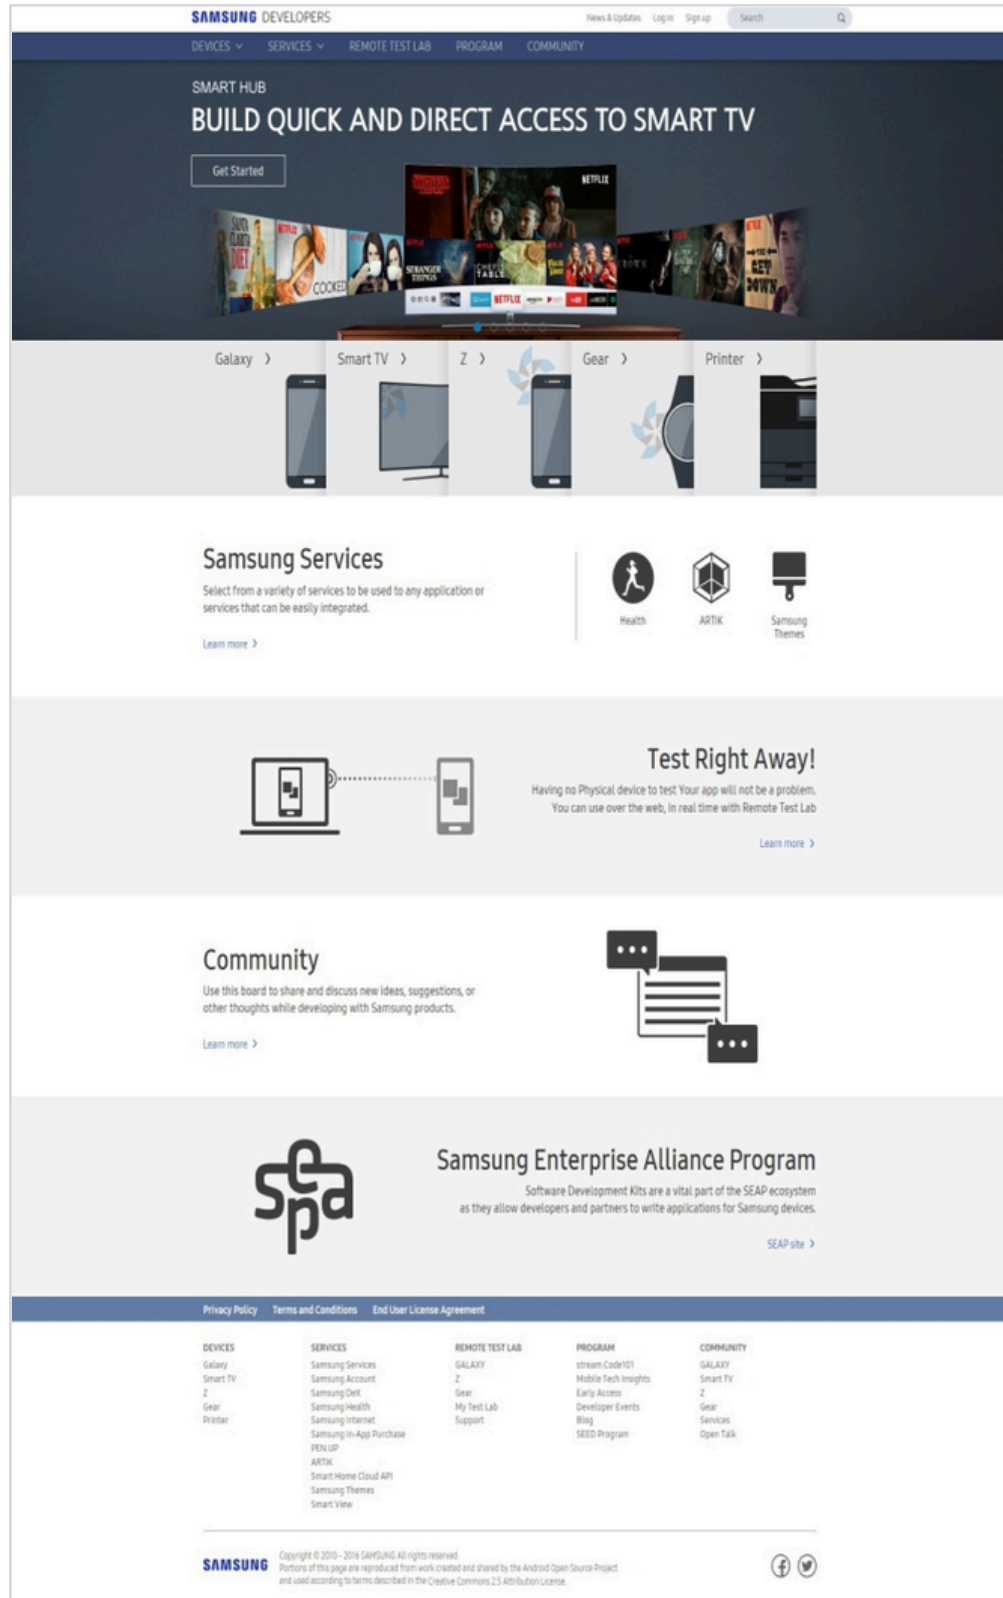 SAMSUNG DEVELOPERS
News & Updates Log in Sign up Search
DEVICES SERVICES REMOTE TEST LAB PROGRAM COMMUNITY
SMART HUB
BUILD QUICK AND DIRECT ACCESS TO SMART TV
Get Started
NETFLIX
SANTA CLARITA DIET
NETFLIX
COOKED
STRANGER THINGS
CHEF'S TABLE
NETFLIX
THE GET DOWN
Galaxy Smart TV Z Gear Printer
Samsung Services
Select from a variety of services to be used to any application or
services that can be easily integrated.
Learn more
Health ARTIK Samsung
Themes
Test Right Away!
Having no Physical device to test Your app will not be a problem.
You can use over the web, in real time with Remote Test Lab
Learn more
Community
Use this board to share and discuss new ideas, suggestions, or
other thoughts while developing with Samsung products.
Learn more
seap
Samsung Enterprise Alliance Program
Software Development Kits are a vital part of the SEAP ecosystem
as they allow developers and partners to write applications for Samsung devices.
SEAP site
Privacy Policy Terms and Conditions End User License Agreement
DEVICES
Galaxy
Smart TV
Z
Gear
Printer
SERVICES
Samsung Services
Samsung Account
Samsung DeX
Samsung Health
Samsung Internet
Samsung In-App Purchase
PEN.UP
ARTIK
Smart Home Cloud API
Samsung Themes
Smart View
REMOTE TEST LAB
GALAXY
Z
Gear
My Test Lab
Support
PROGRAM
stream.Code101
Mobile Tech Insights
Early Access
Developer Events
Blog
SEED Program
COMMUNITY
GALAXY
Smart TV
Z
Gear
Services
Open Talk
SAMSUNG
Copyright © 2010 - 2016 SAMSUNG All rights reserved.
Portions of this page are reproduced from work created and shared by the Android Open Source Project
and used according to terms described in the Creative Commons 2.5 Attribution License.